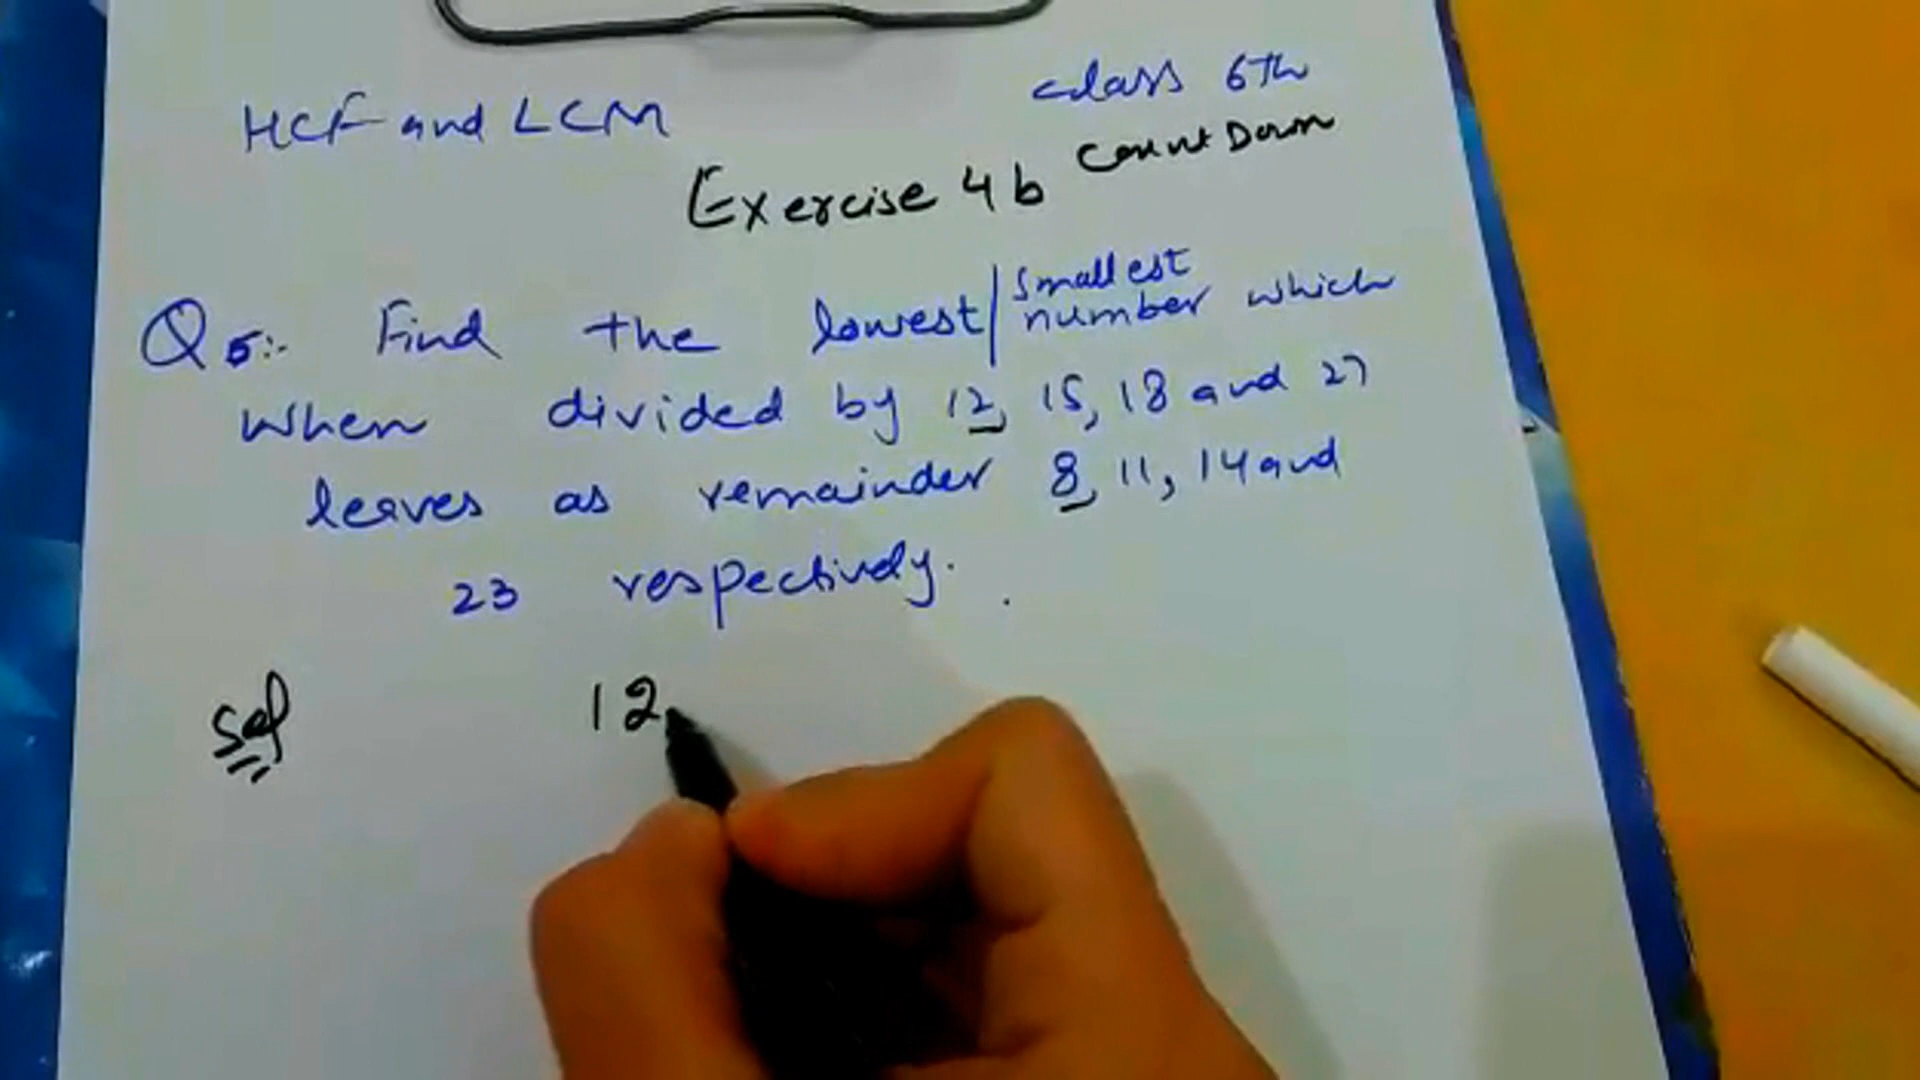 HCF and LCM
class 6th
Count Down
Exercise 4b
Q5:- Find the lowest/smallest number which
when divided by 12, 15, 18 and 27
leaves as remainder 8, 11, 14 and
23 respectively.
Sol
12